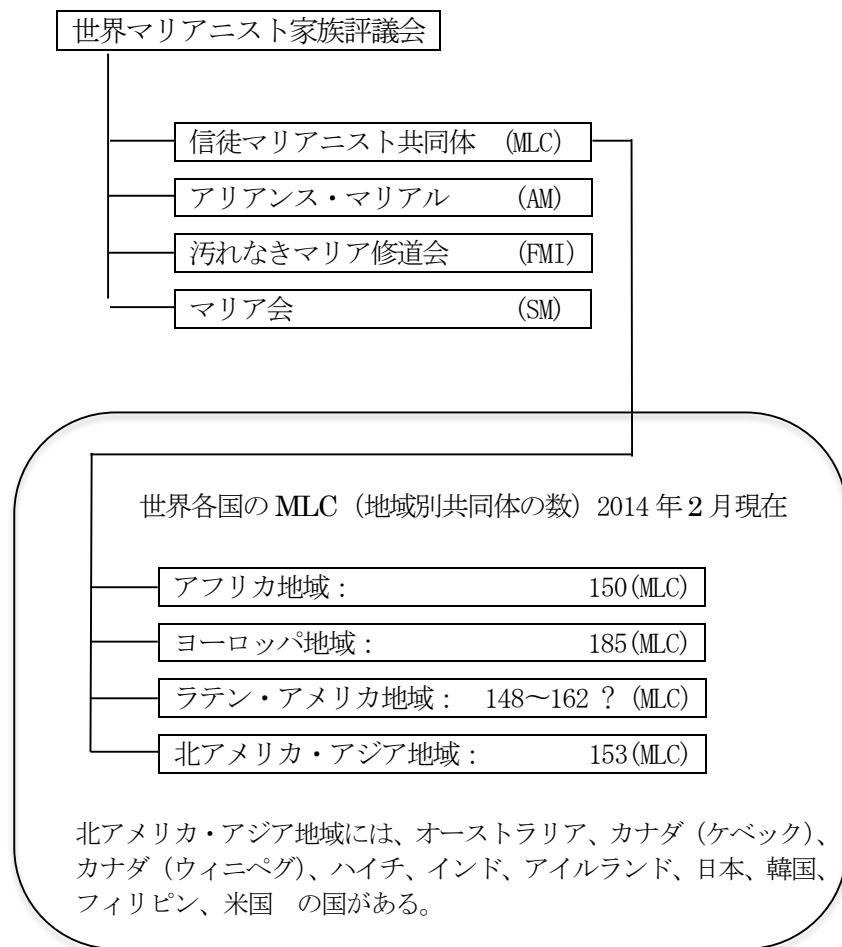 世界マリアニスト家族評議会
信徒マリアニスト共同体 (MLC)
アリアンス・マリアル (AM)
汚れなきマリア修道会 (FMI)
マリア会 (SM)
世界各国の MLC（地域別共同体の数）2014 年 2 月現在
アフリカ地域： 150(MLC)
ヨーロッパ地域： 185(MLC)
ラテン・アメリカ地域： 148～162 ? (MLC)
北アメリカ・アジア地域： 153(MLC)
北アメリカ・アジア地域には、オーストラリア、カナダ（ケベック）、
カナダ（ウィニペグ）、ハイチ、インド、アイルランド、日本、韓国、
フィリピン、米国　の国がある。